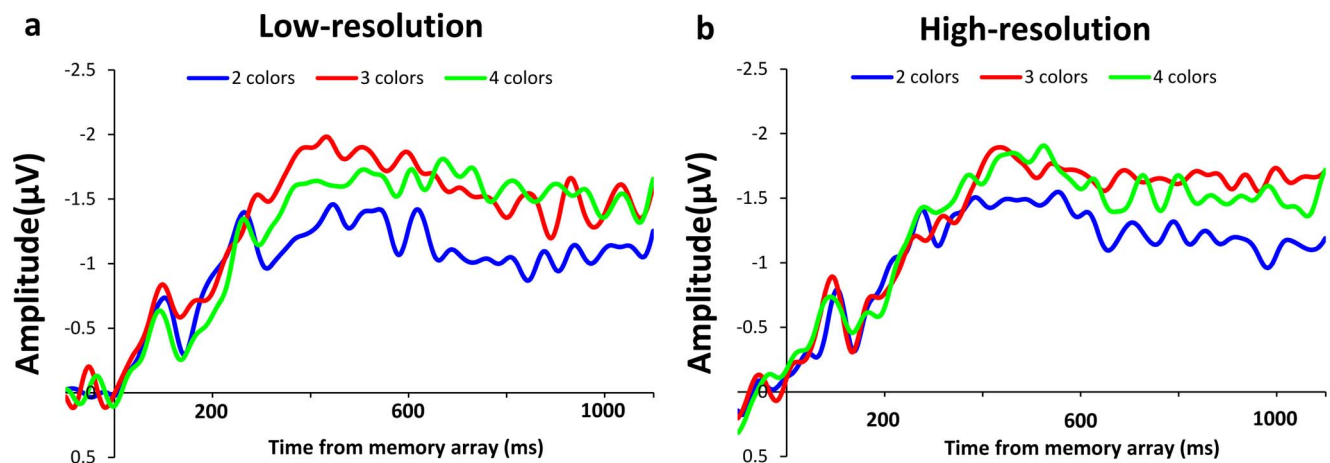 a
Low-resolution
-2.5
2 colors 3 colors 4 colors
-2
-1.5
-1
-0.5
0
0.5
Amplitude(µV)
200 600 1000
Time from memory array (ms)
b
High-resolution
-2.5
2 colors 3 colors 4 colors
-2
-1.5
-1
-0.5
0
0.5
Amplitude(µV)
200 600 1000
Time from memory array (ms)